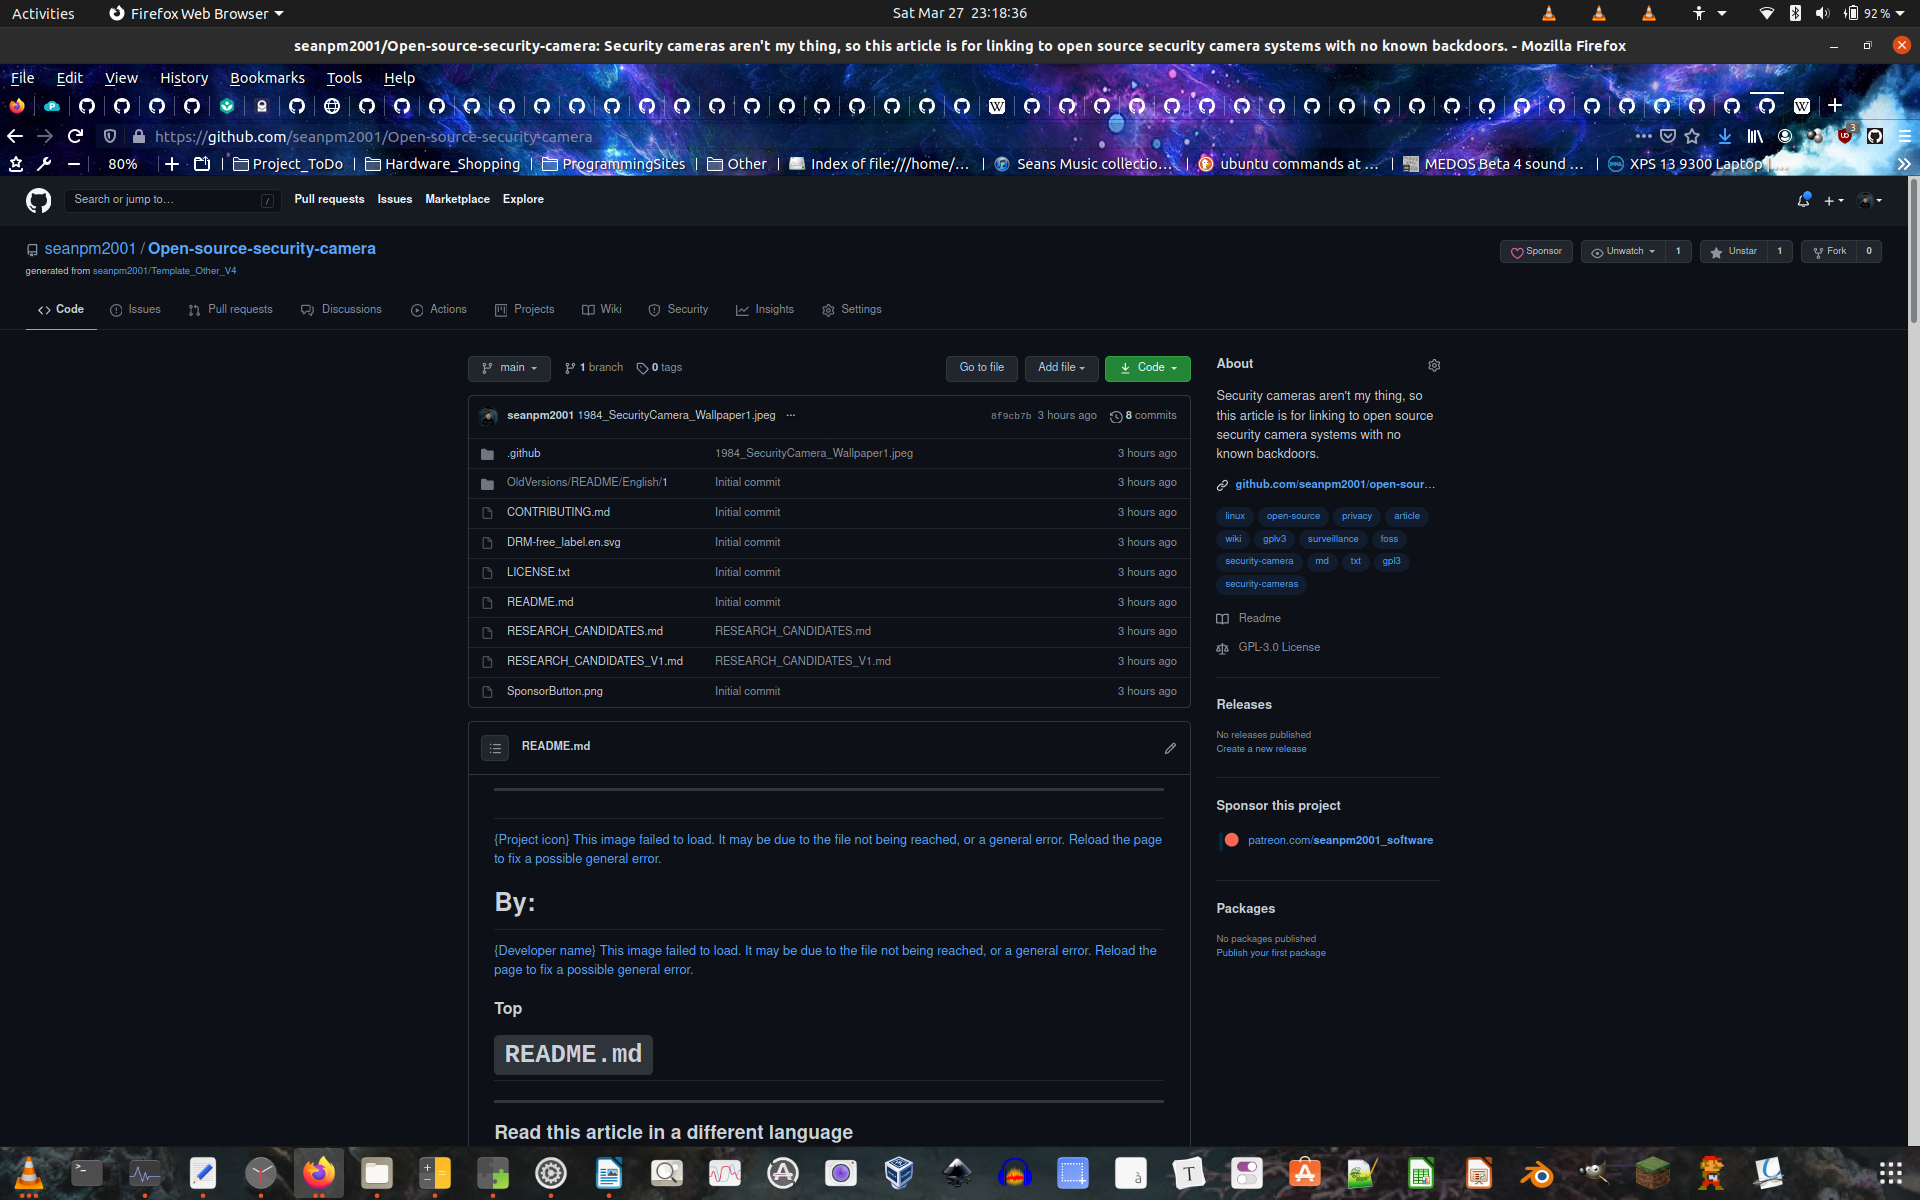 Activities
Firefox Web Browser
Sat Mar 27 23:18:36
92 %
seanpm2001/Open-source-security-camera: Security cameras aren't my thing, so this article is for linking to open source security camera systems with no known backdoors. - Mozilla Firefox
File Edit View History Bookmarks Tools Help
https://github.com/seanpm2001/Open-source-security-camera
3
80%
Project_ToDo
Hardware_Shopping
ProgrammingSites
Other
Index of file:///home/...
Seans Music collectio...
ubuntu commands at ...
MEDOS Beta 4 sound ...
XPS 13 9300 Laptop
Search or jump to...
/
Pull requests Issues Marketplace Explore
seanpm2001 / Open-source-security-camera
generated from seanpm2001/Template_Other_V4
Sponsor
Unwatch 1
Unstar 1
Fork 0
Code
Issues
Pull requests
Discussions
Actions
Projects
Wiki
Security
Insights
Settings
main
1 branch
0 tags
Go to file
Add file
Code
seanpm2001 1984_SecurityCamera_Wallpaper1.jpeg ...
8f9cb7b 3 hours ago
8 commits
.github 1984_SecurityCamera_Wallpaper1.jpeg 3 hours ago
OldVersions/README/English/1 Initial commit 3 hours ago
CONTRIBUTING.md Initial commit 3 hours ago
DRM-free_label.en.svg Initial commit 3 hours ago
LICENSE.txt Initial commit 3 hours ago
README.md Initial commit 3 hours ago
RESEARCH_CANDIDATES.md RESEARCH_CANDIDATES.md 3 hours ago
RESEARCH_CANDIDATES_V1.md RESEARCH_CANDIDATES_V1.md 3 hours ago
SponsorButton.png Initial commit 3 hours ago
README.md
{Project icon} This image failed to load. It may be due to the file not being reached, or a general error. Reload the page
to fix a possible general error.
By:
{Developer name} This image failed to load. It may be due to the file not being reached, or a general error. Reload the
page to fix a possible general error.
Top
README.md
Read this article in a different language
About
Security cameras aren't my thing, so
this article is for linking to open source
security camera systems with no
known backdoors.
github.com/seanpm2001/open-sour...
linux open-source privacy article
wiki gplv3 surveillance foss
security-camera md txt gpl3
security-cameras
Readme
GPL-3.0 License
Releases
No releases published
Create a new release
Sponsor this project
patreon.com/seanpm2001_software
Packages
No packages published
Publish your first package